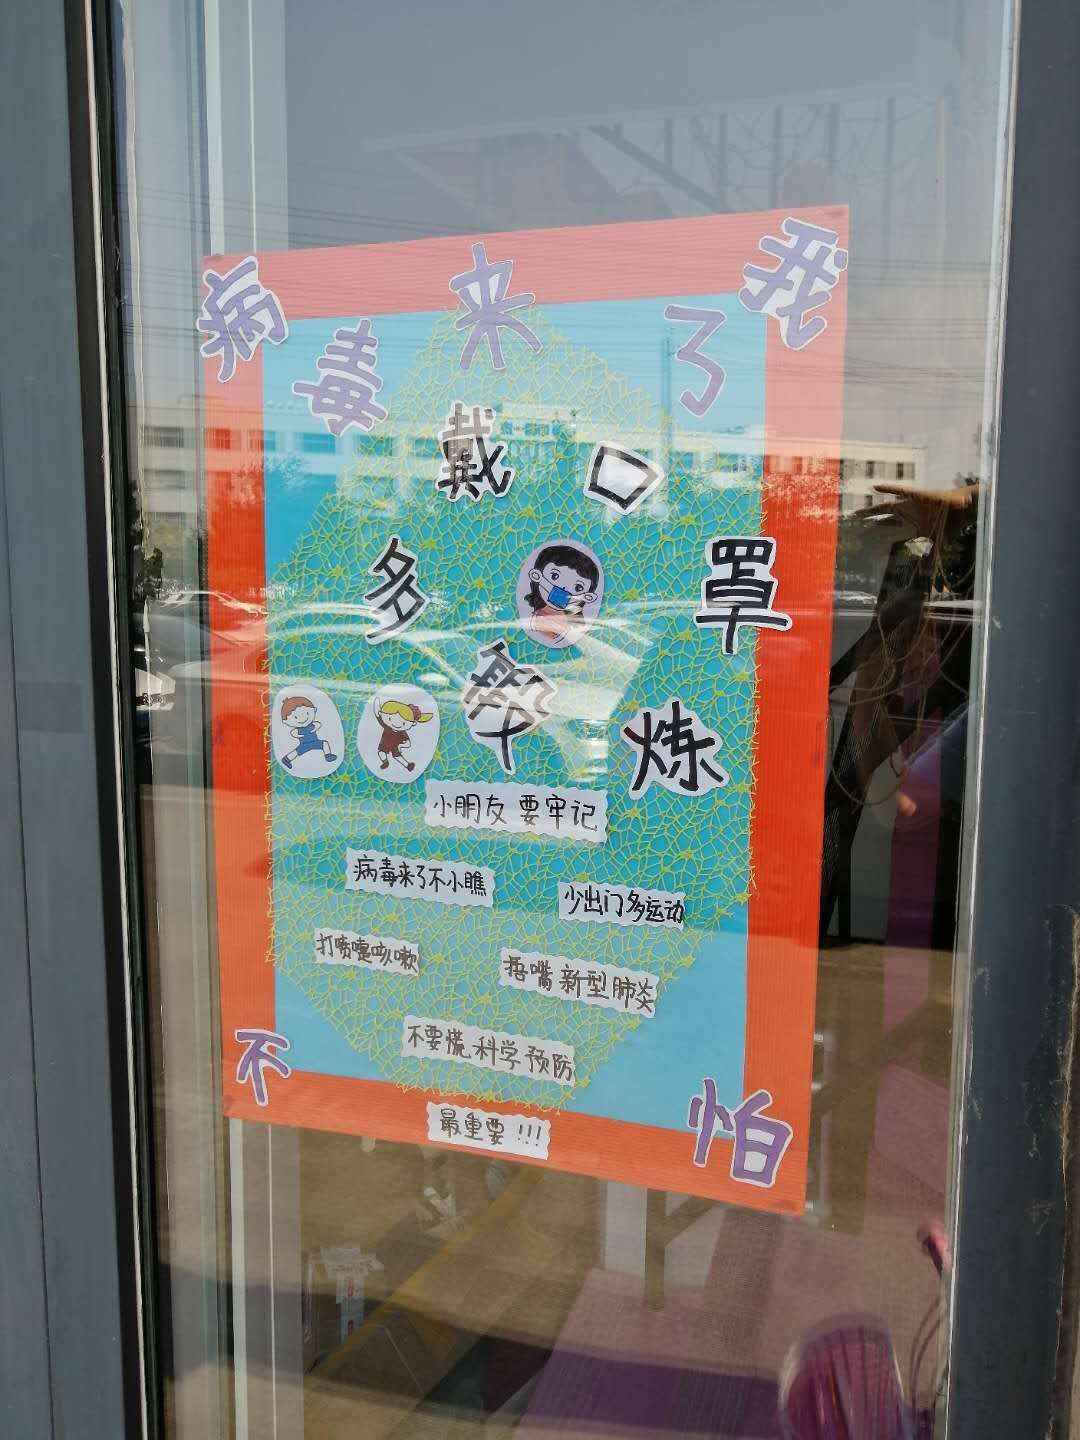 病毒来了我
不怕
戴口罩
多锻炼
小朋友要牢记
病毒来了不小瞧
少出门多运动
打喷嚏咳嗽
捂嘴新型肺炎
不要慌科学预防
最重要!!!